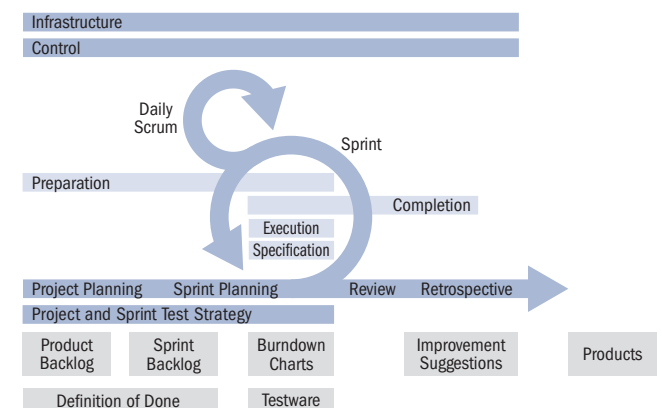 Infrastructure
Control
Daily
Scrum
Sprint
Preparation
Completion
Execution
Specification
Project Planning Sprint Planning Review Retrospective
Project and Sprint Test Strategy
Product
Backlog
Sprint
Backlog
Burndown
Charts
Improvement
Suggestions
Products
Definition of Done
Testware